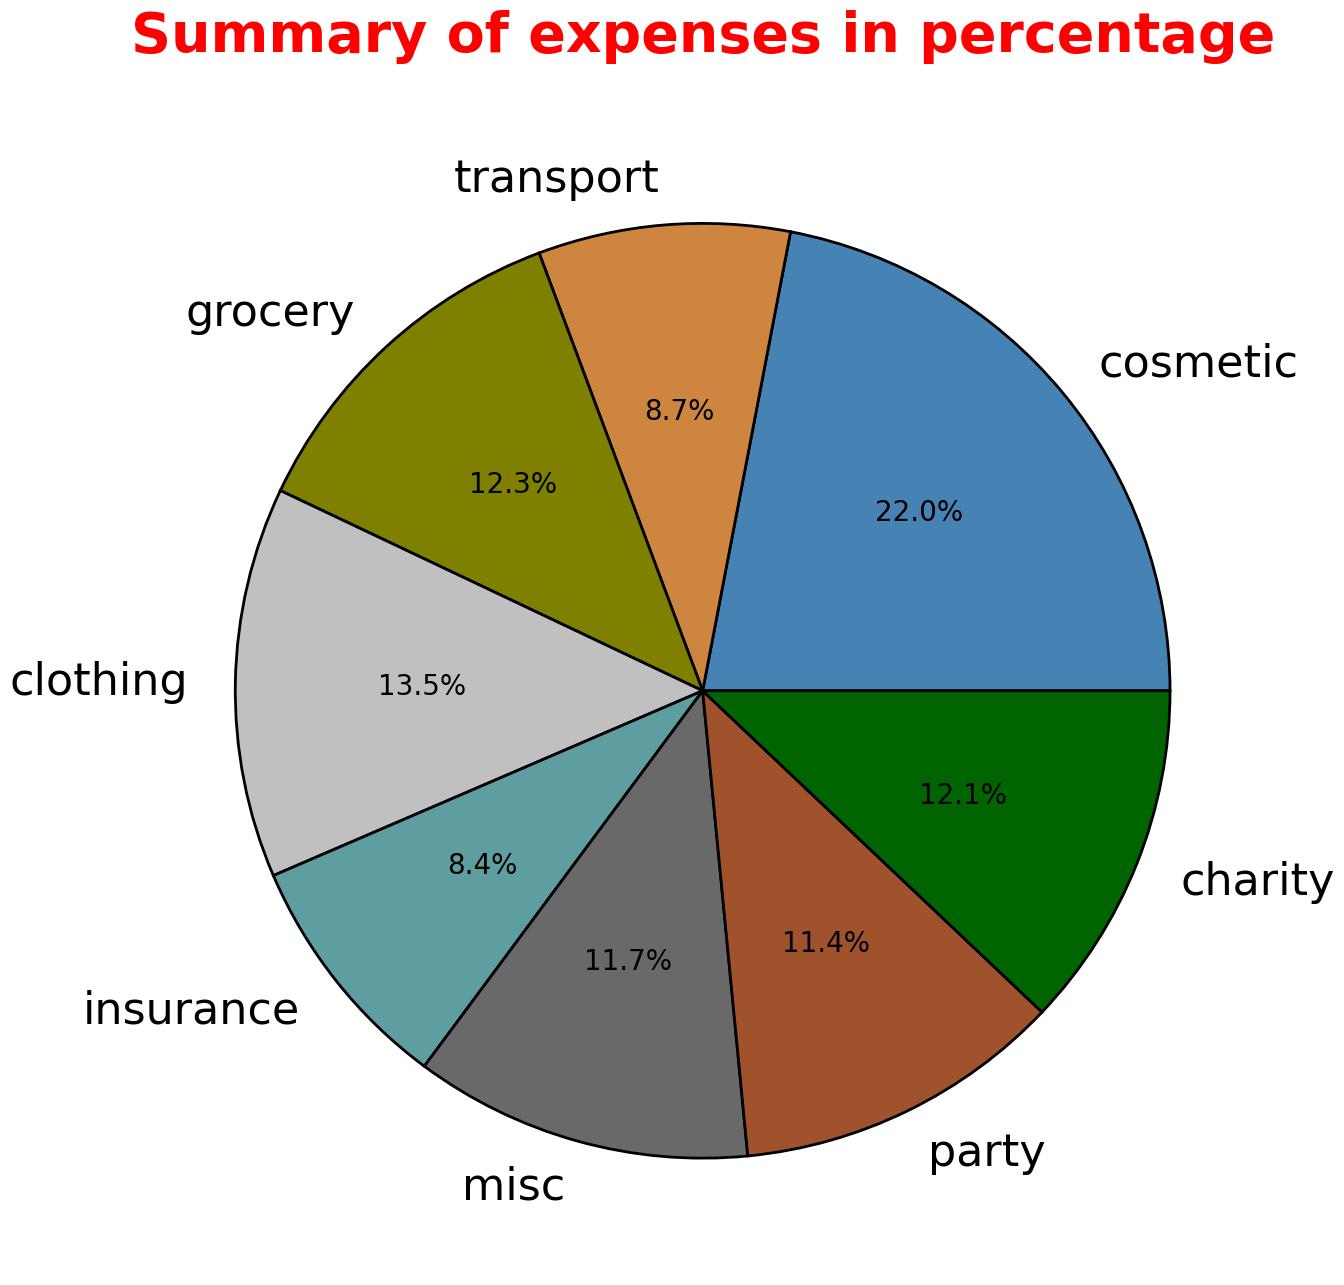 Summary of expenses in percentage
transport
grocery
cosmetic
8.7%
12.3%
22.0%
clothing
13.5%
12.1%
8.4%
charity
11.4%
11.7%
insurance
party
misc